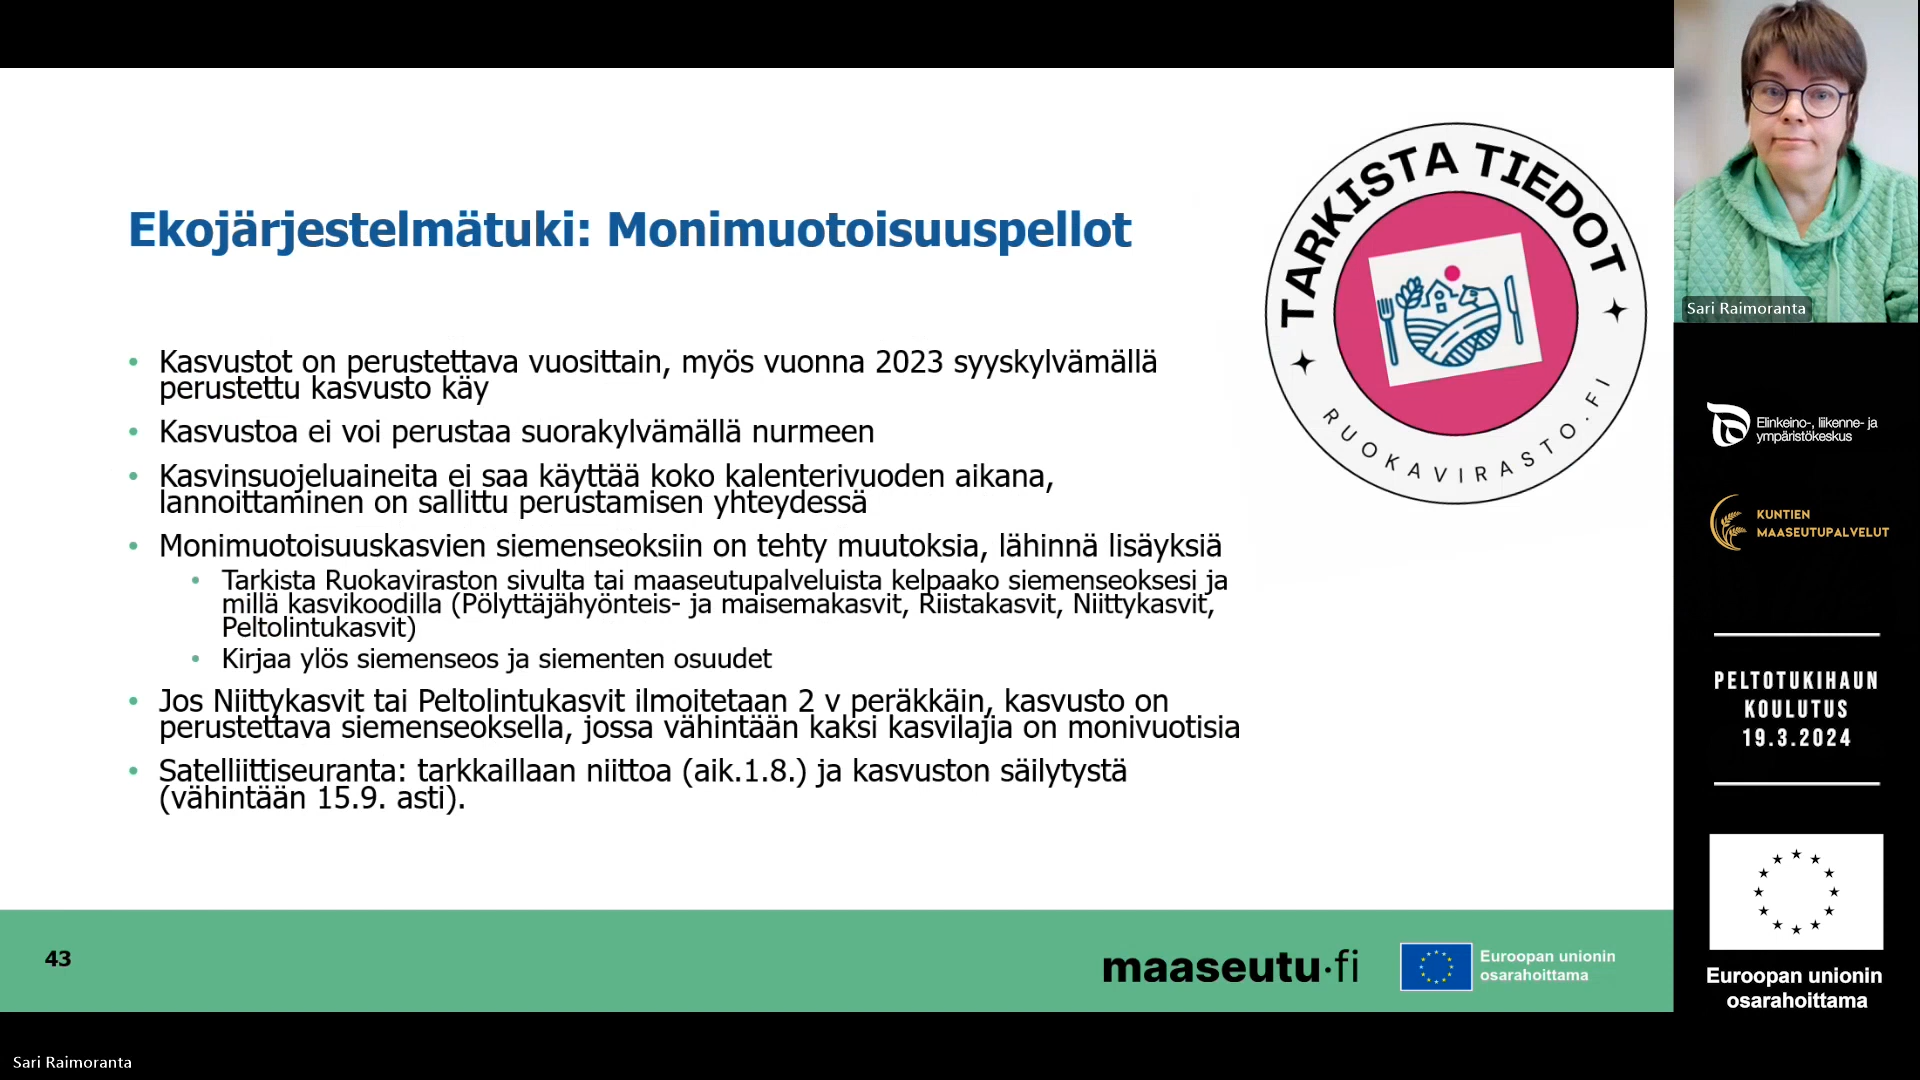 Ekojärjestelmätuki: Monimuotoisuuspellot
• Kasvustot on perustettava vuosittain, myös vuonna 2023 syyskylvämällä
perustettu kasvusto käy
• Kasvustoa ei voi perustaa suorakylvämällä nurmeen
• Kasvinsuojeluaineita ei saa käyttää koko kalenterivuoden aikana,
lannoittaminen on sallittu perustamisen yhteydessä
• Monimuotoisuuskasvien siemenseoksiin on tehty muutoksia, lähinnä lisäyksiä
• Tarkista Ruokaviraston sivulta tai maaseutupalveluista kelpaako siemenseoksesi ja
millä kasvikoodilla (Pölyttäjähyönteis- ja maisemakasvit, Riistakasvit, Niittykasvit,
Peltolintukasvit)
• Kirjaa ylös siemenseos ja siementen osuudet
• Jos Niittykasvit tai Peltolintukasvit ilmoitetaan 2 v peräkkäin, kasvusto on
perustettava siemenseoksella, jossa vähintään kaksi kasvilajia on monivuotisia
• Satelliittiseuranta: tarkkaillaan niittoa (aik.1.8.) ja kasvuston säilytystä
(vähintään 15.9. asti).
TARKISTA TIEDOT
RUOKAVIRASTO.FI
43
maaseutu·fi
Euroopan unionin
osarahoittama
Sari Raimoranta
Elinkeino-, liikenne- ja
ympäristökeskus
KUNTIEN
MAASEUTUPALVELUT
PELTOTUKIHAUN
KOULUTUS
19.3.2024
Euroopan unionin
osarahoittama
Sari Raimoranta